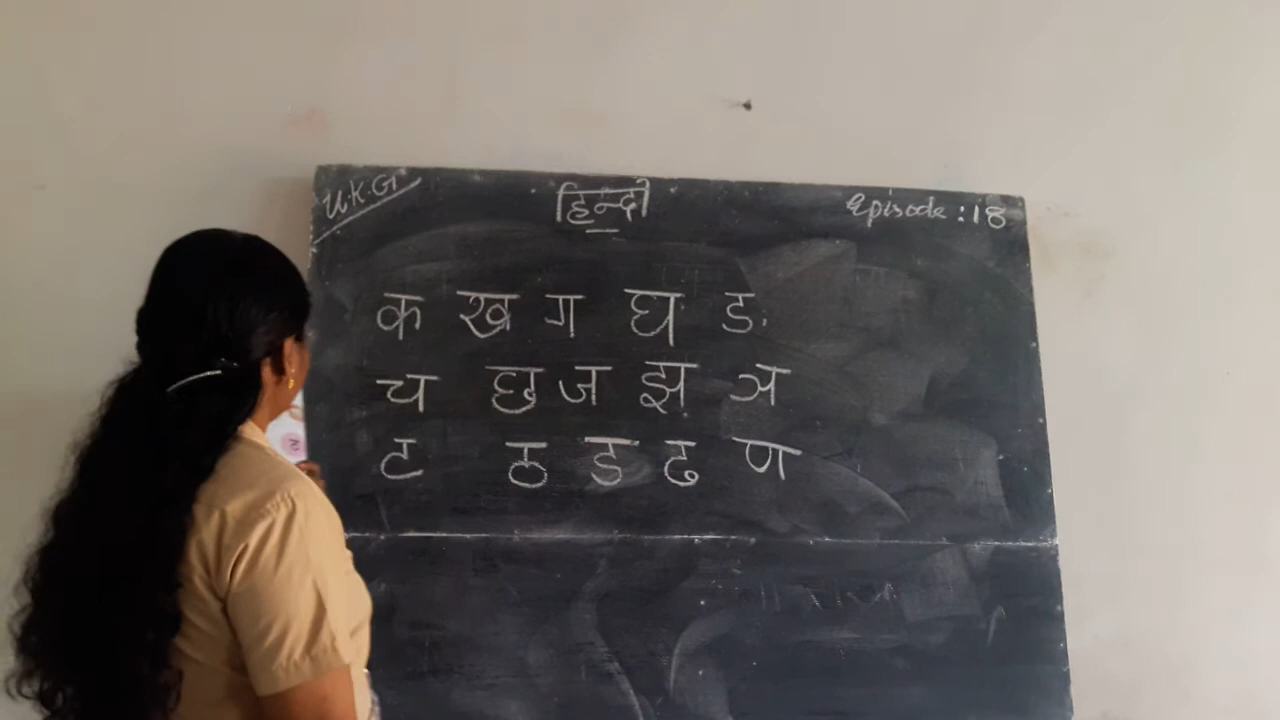 U.K.G
हिन्दी
Episode : 18
क ख ग घ ङ
च छ ज झ ञ
ट ठ ड ढ ण